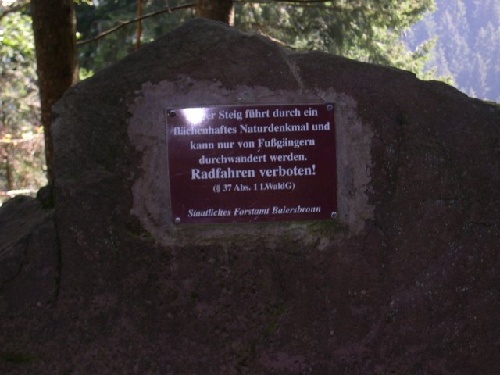 der Steig führt durch ein
flächenhaftes Naturdenkmal und
kann nur von Fußgängern
durchwandert werden.
Radfahren verboten!
(§ 37 Abs. 1 LWaldG)
Staatliches Forstamt Baiersbronn